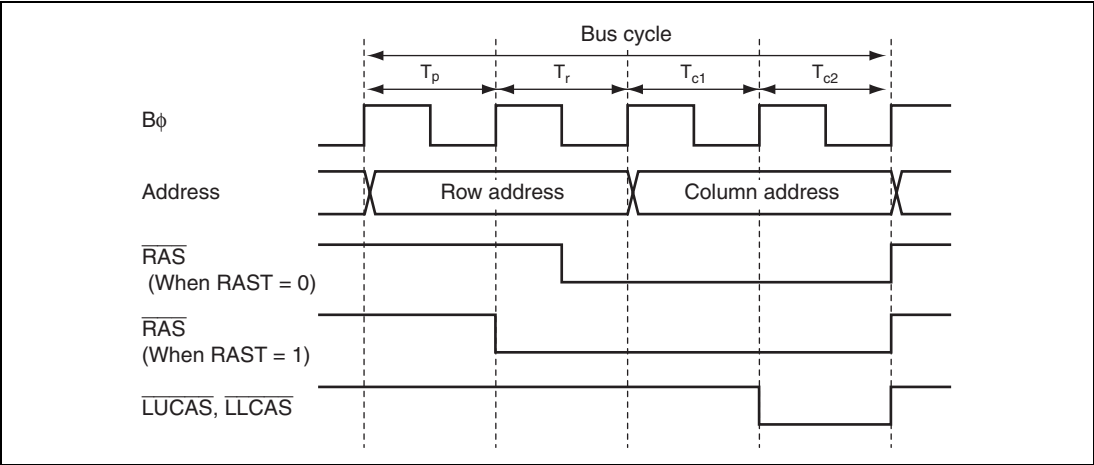 Bus cycle
Tp Tr Tc1 Tc2
Bϕ
Address Row address Column address
RAS
(When RAST = 0)
RAS
(When RAST = 1)
LUCAS, LLCAS